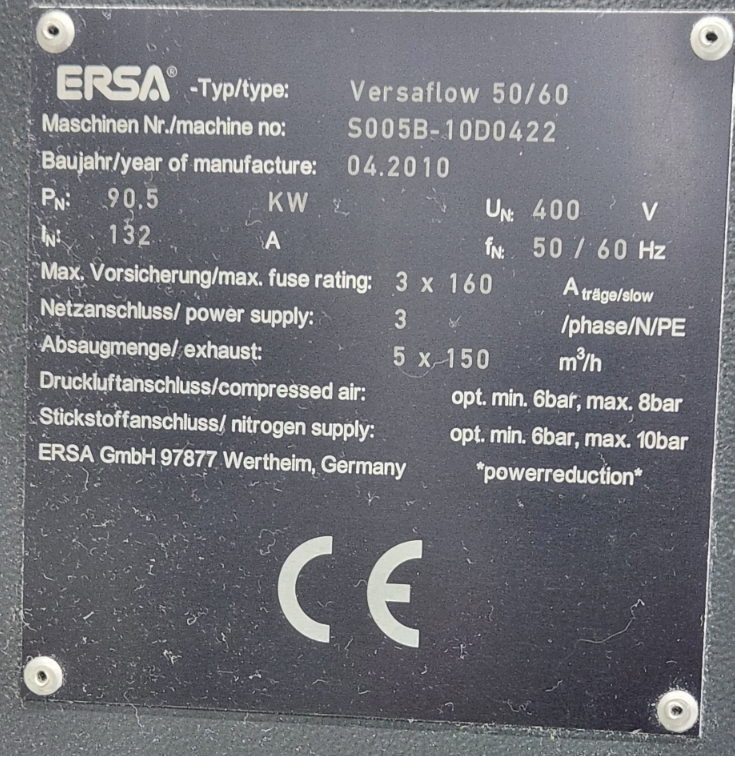 ERSA® -Typ/type: Versaflow 50/60
Maschinen Nr./machine no: S005B-10D0422
Baujahr/year of manufacture: 04.2010
PN: 90,5 KW UN: 400 V
IN: 132 A fN: 50 / 60 Hz
Max. Vorsicherung/max. fuse rating: 3 x 160 A träge/slow
Netzanschluss/ power supply: 3 /phase/N/PE
Absaugmenge/ exhaust: 5 x 150 m³/h
Druckluftanschluss/compressed air: opt. min. 6bar, max. 8bar
Stickstoffanschluss/ nitrogen supply: opt. min. 6bar, max. 10bar
ERSA GmbH 97877 Wertheim, Germany *powerreduction*
CE